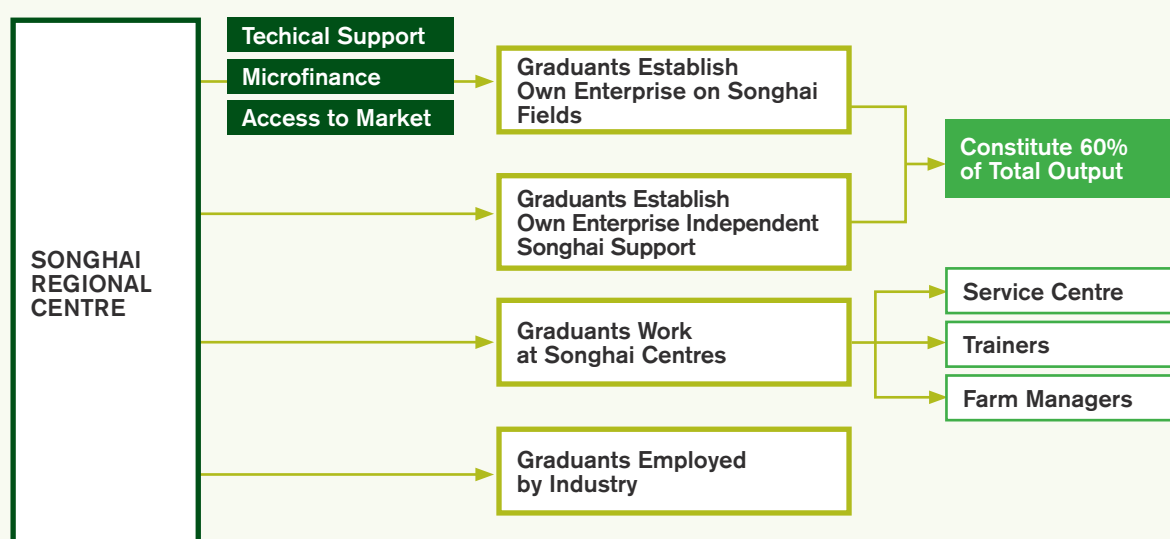 SONGHAI
REGIONAL
CENTRE
Techical Support
Microfinance
Access to Market
Graduants Establish
Own Enterprise on Songhai
Fields
Graduants Establish
Own Enterprise Independent
Songhai Support
Constitute 60%
of Total Output
Graduants Work
at Songhai Centres
Service Centre
Trainers
Farm Managers
Graduants Employed
by Industry